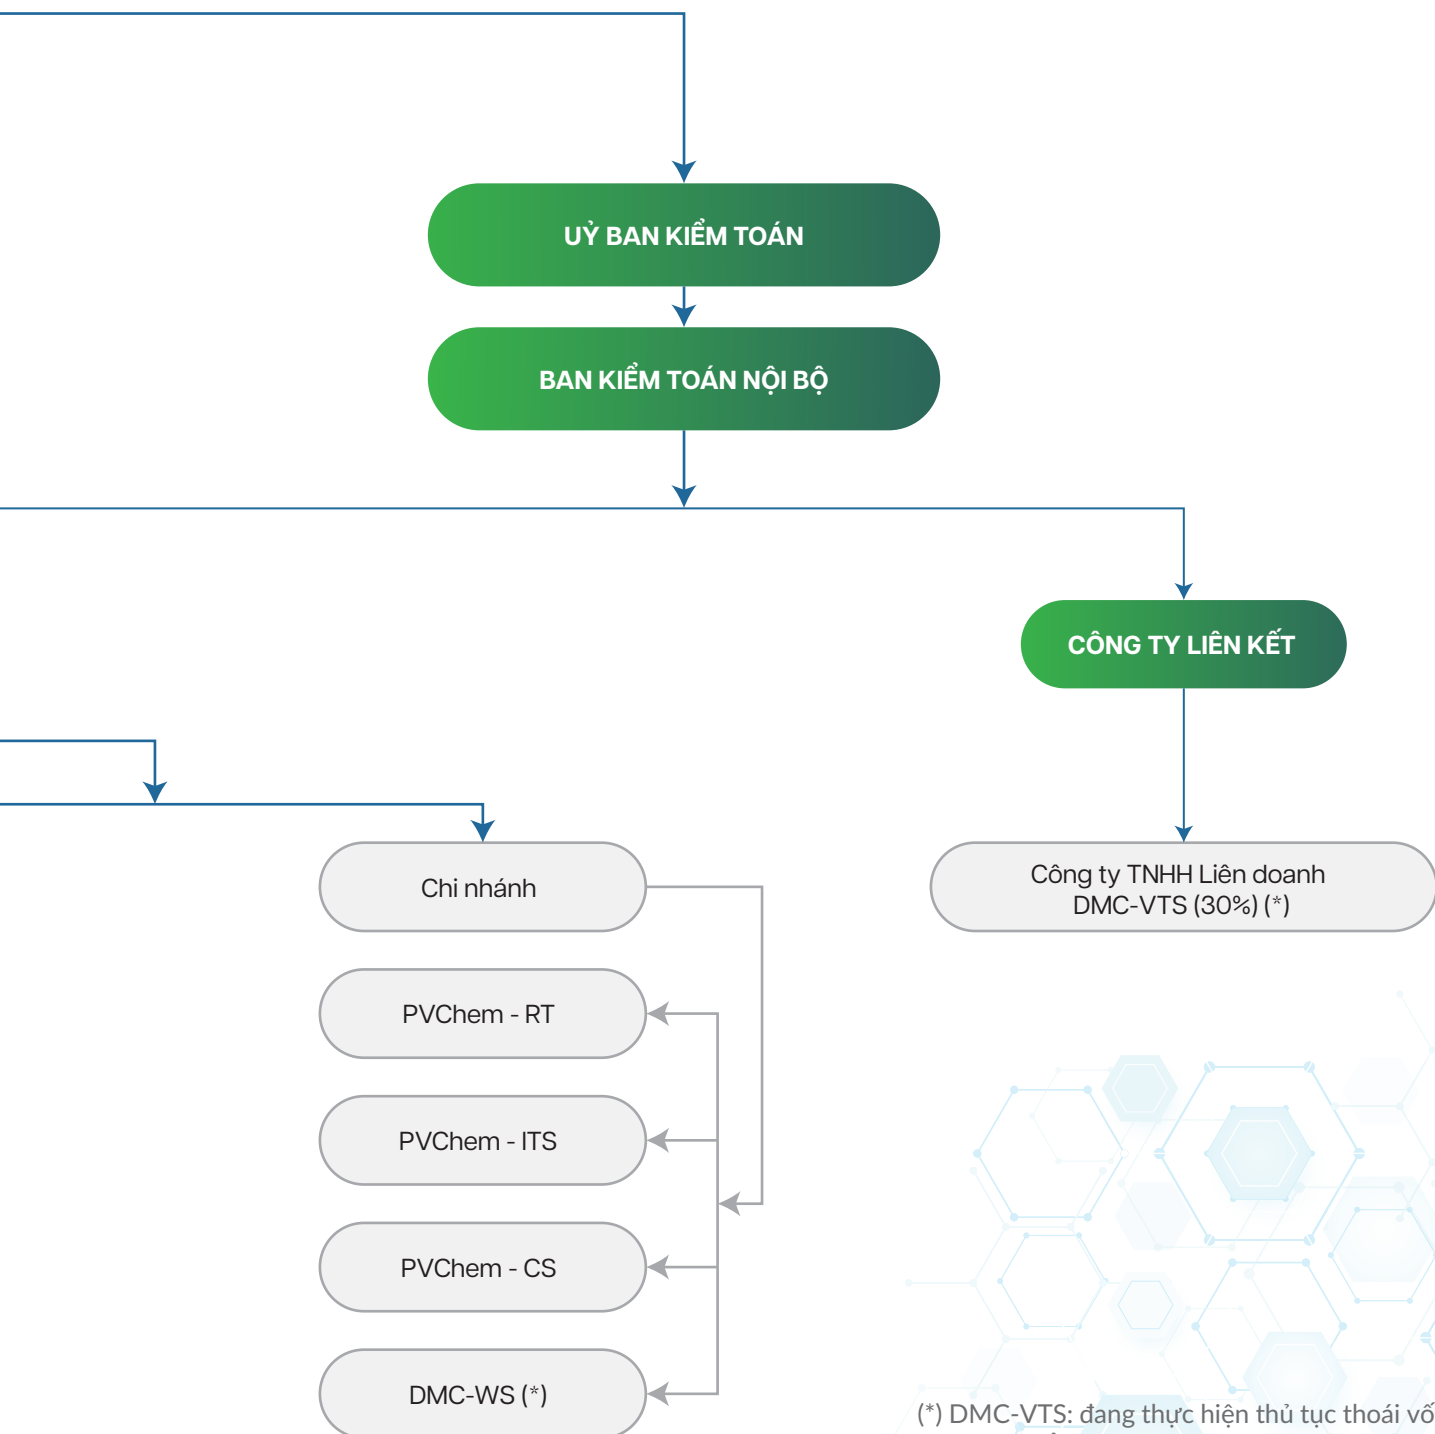 UỶ BAN KIỂM TOÁN
BAN KIỂM TOÁN NỘI BỘ
CÔNG TY LIÊN KẾT
Chi nhánh
Công ty TNHH Liên doanh
DMC-VTS (30%) (*)
PVChem - RT
PVChem - ITS
PVChem - CS
DMC-WS (*)
(*) DMC-VTS: đang thực hiện thủ tục thoái vố